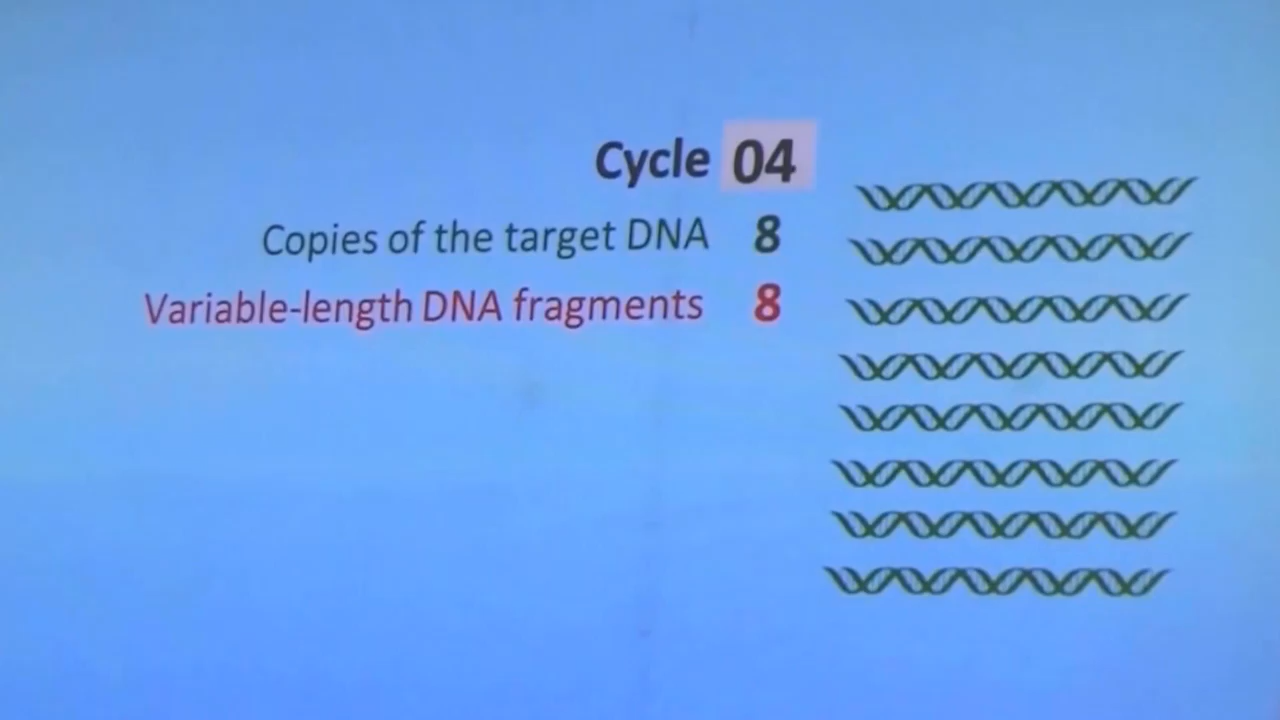 Cycle 04
Copies of the target DNA 8
Variable-length DNA fragments 8